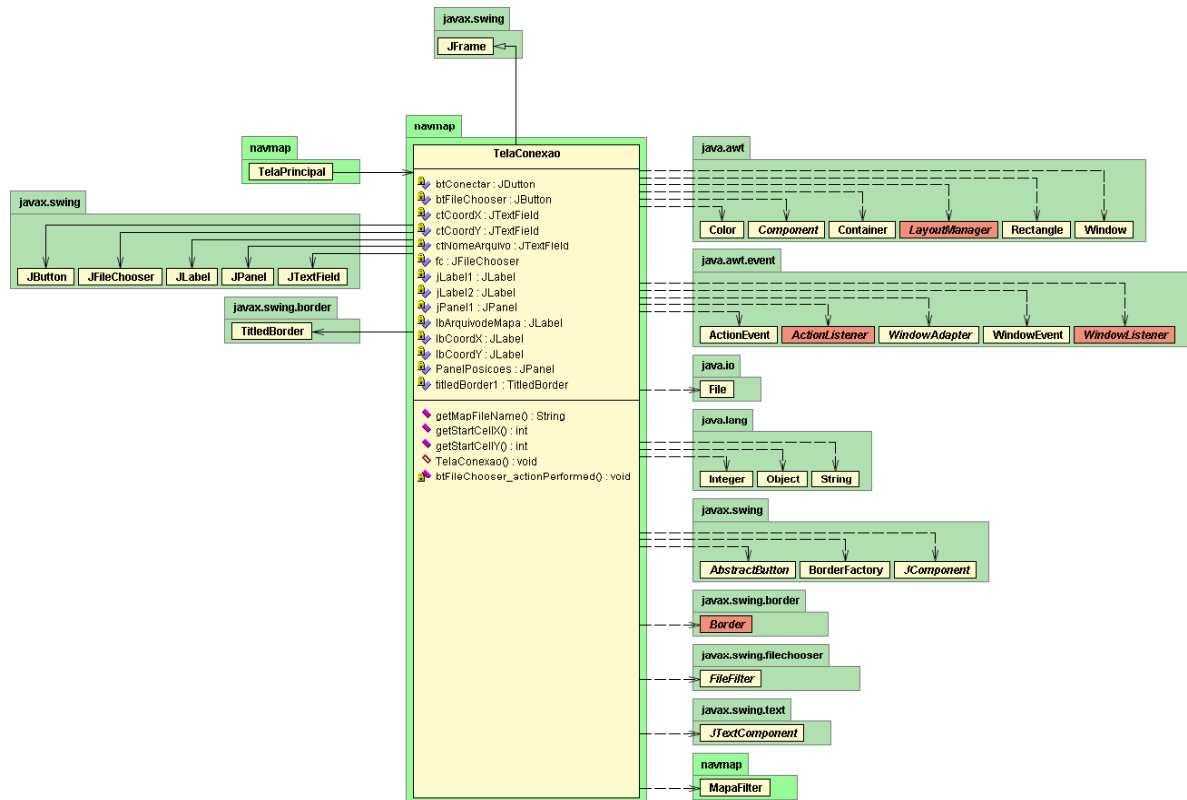 javax.swing
JFrame
navmap
TelaPrincipal
javax.swing
JButton JFileChooser JLabel JPanel JTextField
javax.swing.border
TitledBorder
navmap
TelaConexao
btConectar : JButton
btFileChooser : JButton
ctCoordX : JTextField
ctCoordY : JTextField
ctNomeArquivo : JTextField
fc : JFileChooser
jLabel1 : JLabel
jLabel2 : JLabel
jPanel1 : JPanel
lbArquivodeMapa : JLabel
lbCoordX : JLabel
lbCoordY : JLabel
PanelPosicoes : JPanel
titledBorder1 : TitledBorder
getMapFileName() : String
getStartCellX() : int
getStartCellY() : int
TelaConexao() : void
btFileChooser_actionPerformed() : void
java.awt
Color Component Container LayoutManager Rectangle Window
java.awt.event
ActionEvent ActionListener WindowAdapter WindowEvent WindowListener
java.io
File
java.lang
Integer Object String
javax.swing
AbstractButton BorderFactory JComponent
javax.swing.border
Border
javax.swing.filechooser
FileFilter
javax.swing.text
JTextComponent
navmap
MapaFilter